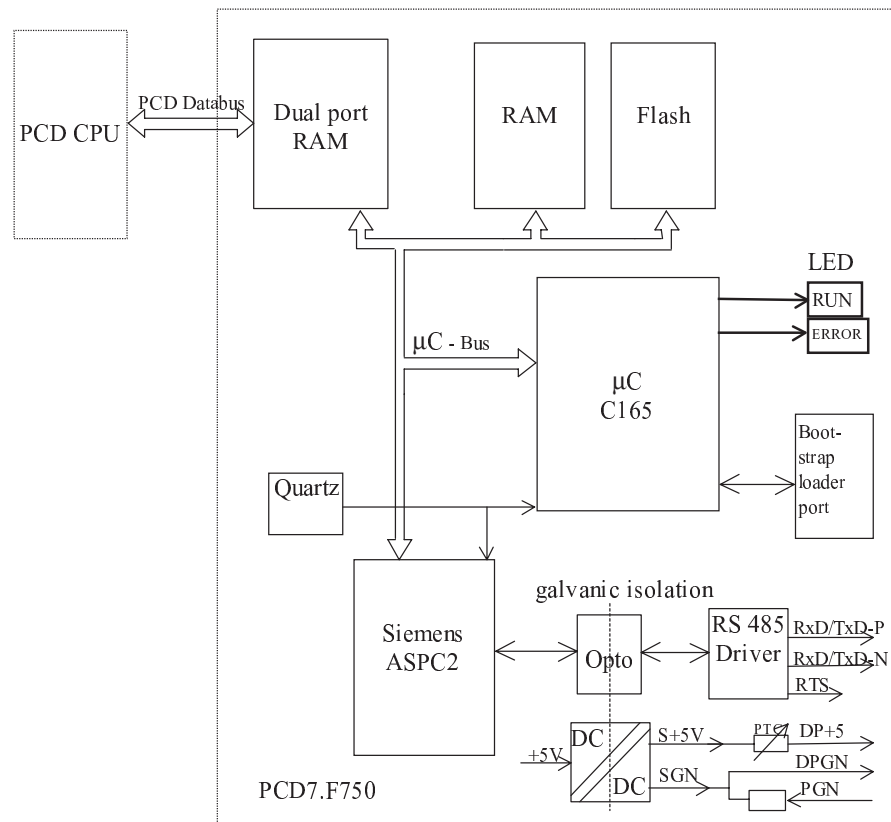 PCD CPU
PCD Databus
Dual port
RAM
RAM
Flash
LED
RUN
ERROR
µC - Bus
µC
C165
Boot-
strap
loader
port
Quartz
galvanic isolation
Siemens
ASPC2
Opto
RS 485
Driver
RxD/TxD-P
RxD/TxD-N
RTS
+5V
DC
DC
S+5V
PTC
DP+5
SGN
DPGN
PGN
PCD7.F750